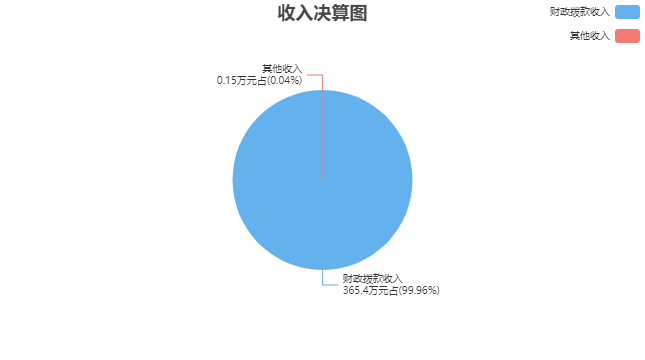 收入决算图
财政拨款收入
其他收入
其他收入
0.15万元占(0.04%)
财政拨款收入
365.4万元占(99.96%)